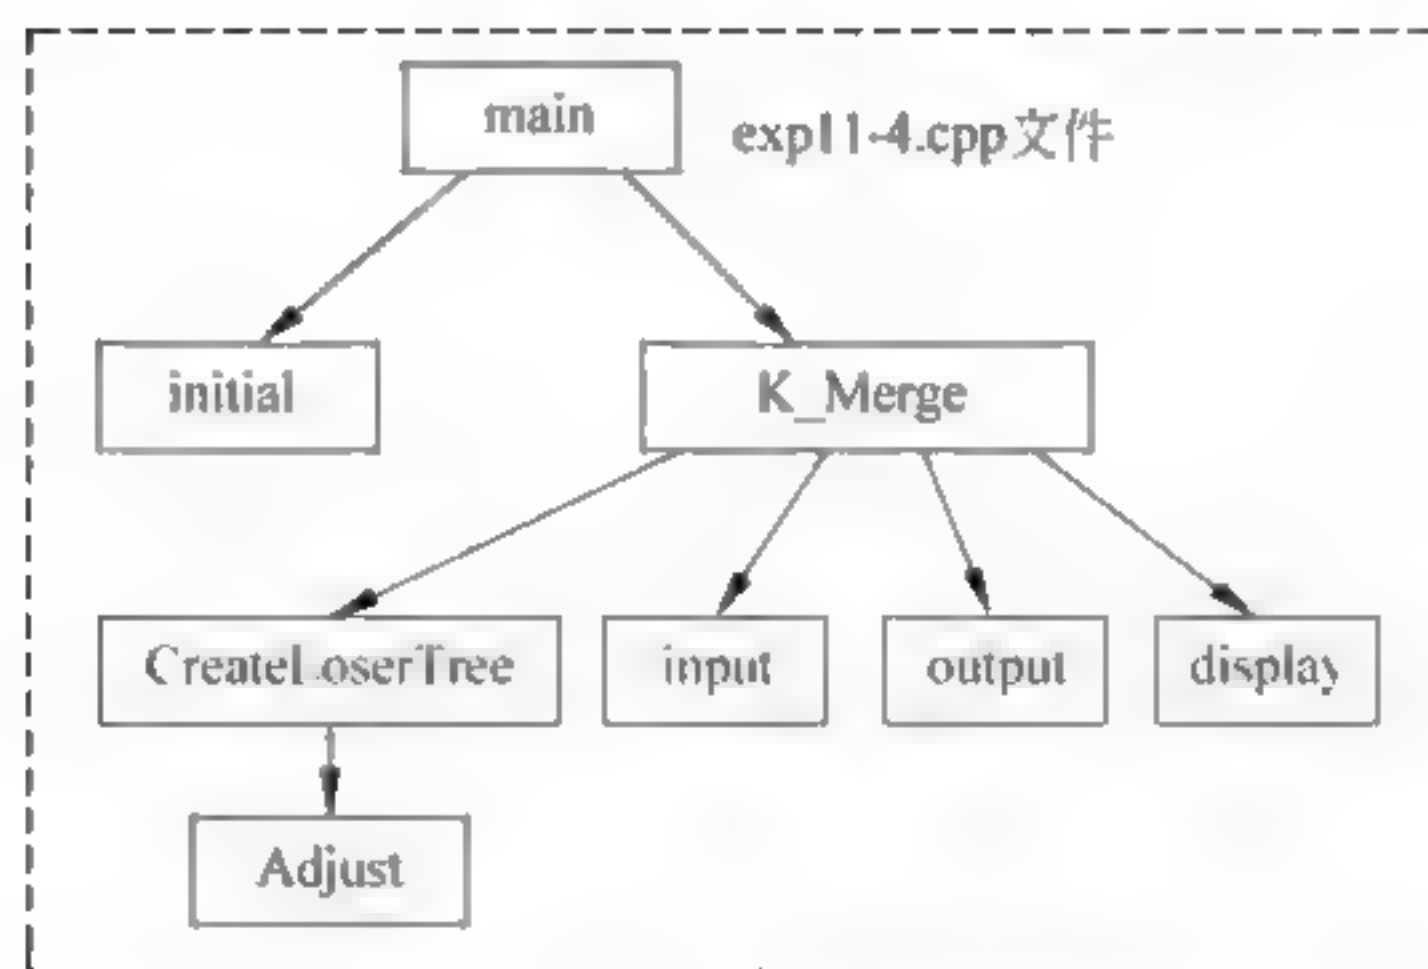 main
exp11-4.cpp文件
initial
K_Merge
CreateLoserTree
input
output
display
Adjust